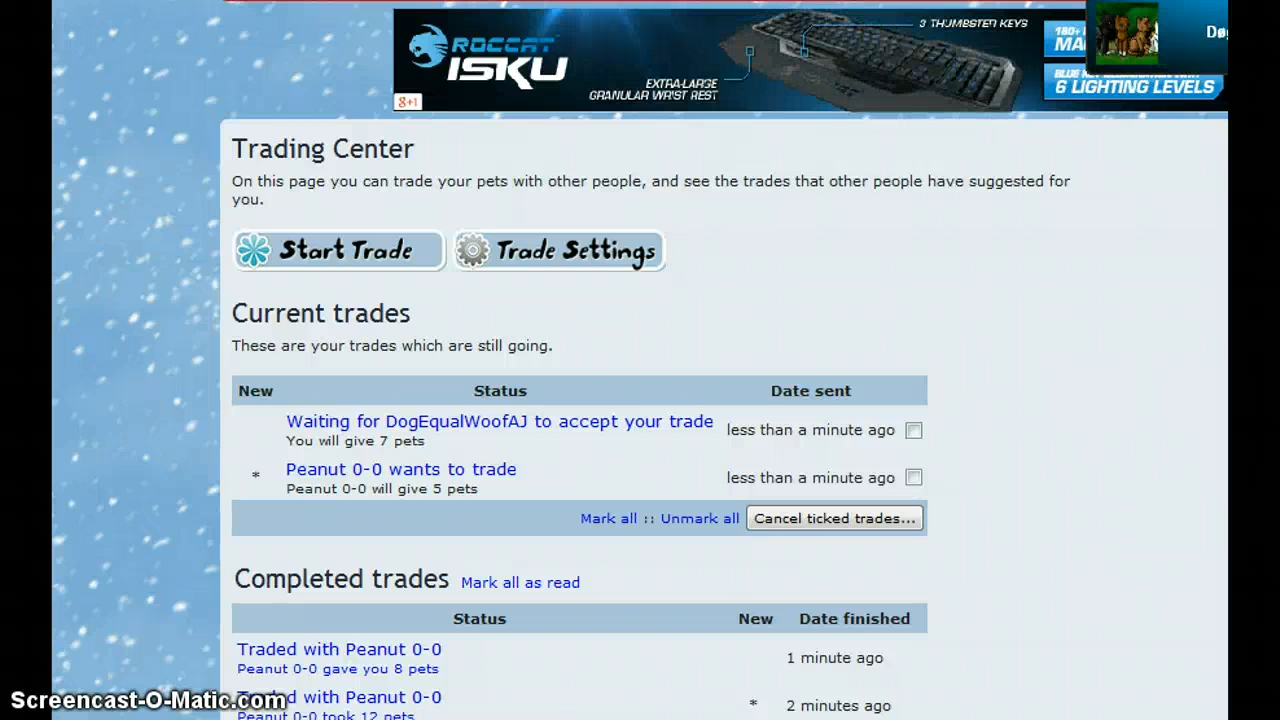 ROCCAT
ISKU
3 THUMBSTER KEYS
EXTRA-LARGE
GRANULAR WRIST REST
180+
6 LIGHTING LEVELS
8+1
Trading Center
On this page you can trade your pets with other people, and see the trades that other people have suggested for
you.
Start Trade
Trade Settings
Current trades
These are your trades which are still going.
New Status Date sent
Waiting for DogEqualWoofAJ to accept your trade
You will give 7 pets
less than a minute ago
* Peanut 0-0 wants to trade
Peanut 0-0 will give 5 pets
less than a minute ago
Mark all :: Unmark all Cancel ticked trades...
Completed trades Mark all as read
Status New Date finished
Traded with Peanut 0-0
Peanut 0-0 gave you 8 pets
1 minute ago
with Peanut 0-0
* 2 minutes ago
Peanut 0-0 took 12 pets
Screencast-O-Matic.com